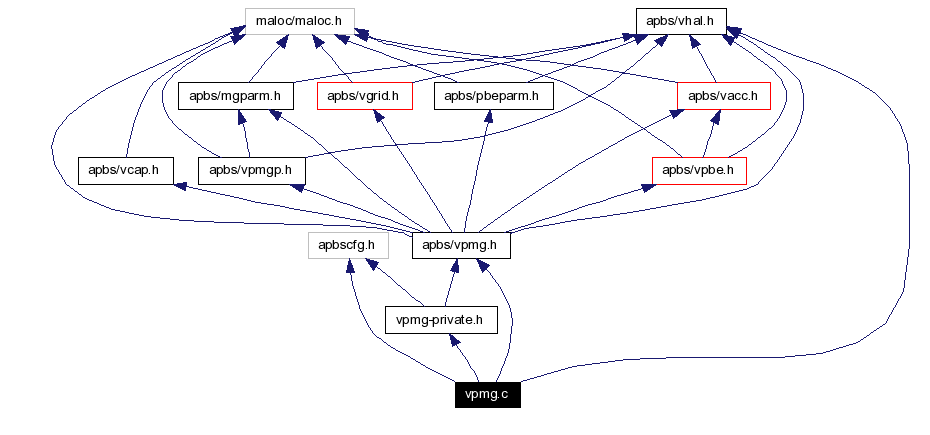 maloc/maloc.h
apbs/vhal.h
apbs/mgparm.h
apbs/vgrid.h
apbs/pbeparm.h
apbs/vacc.h
apbs/vcap.h
apbs/vpmgp.h
apbs/vpbe.h
apbscfg.h
apbs/vpmg.h
vpmg-private.h
vpmg.c